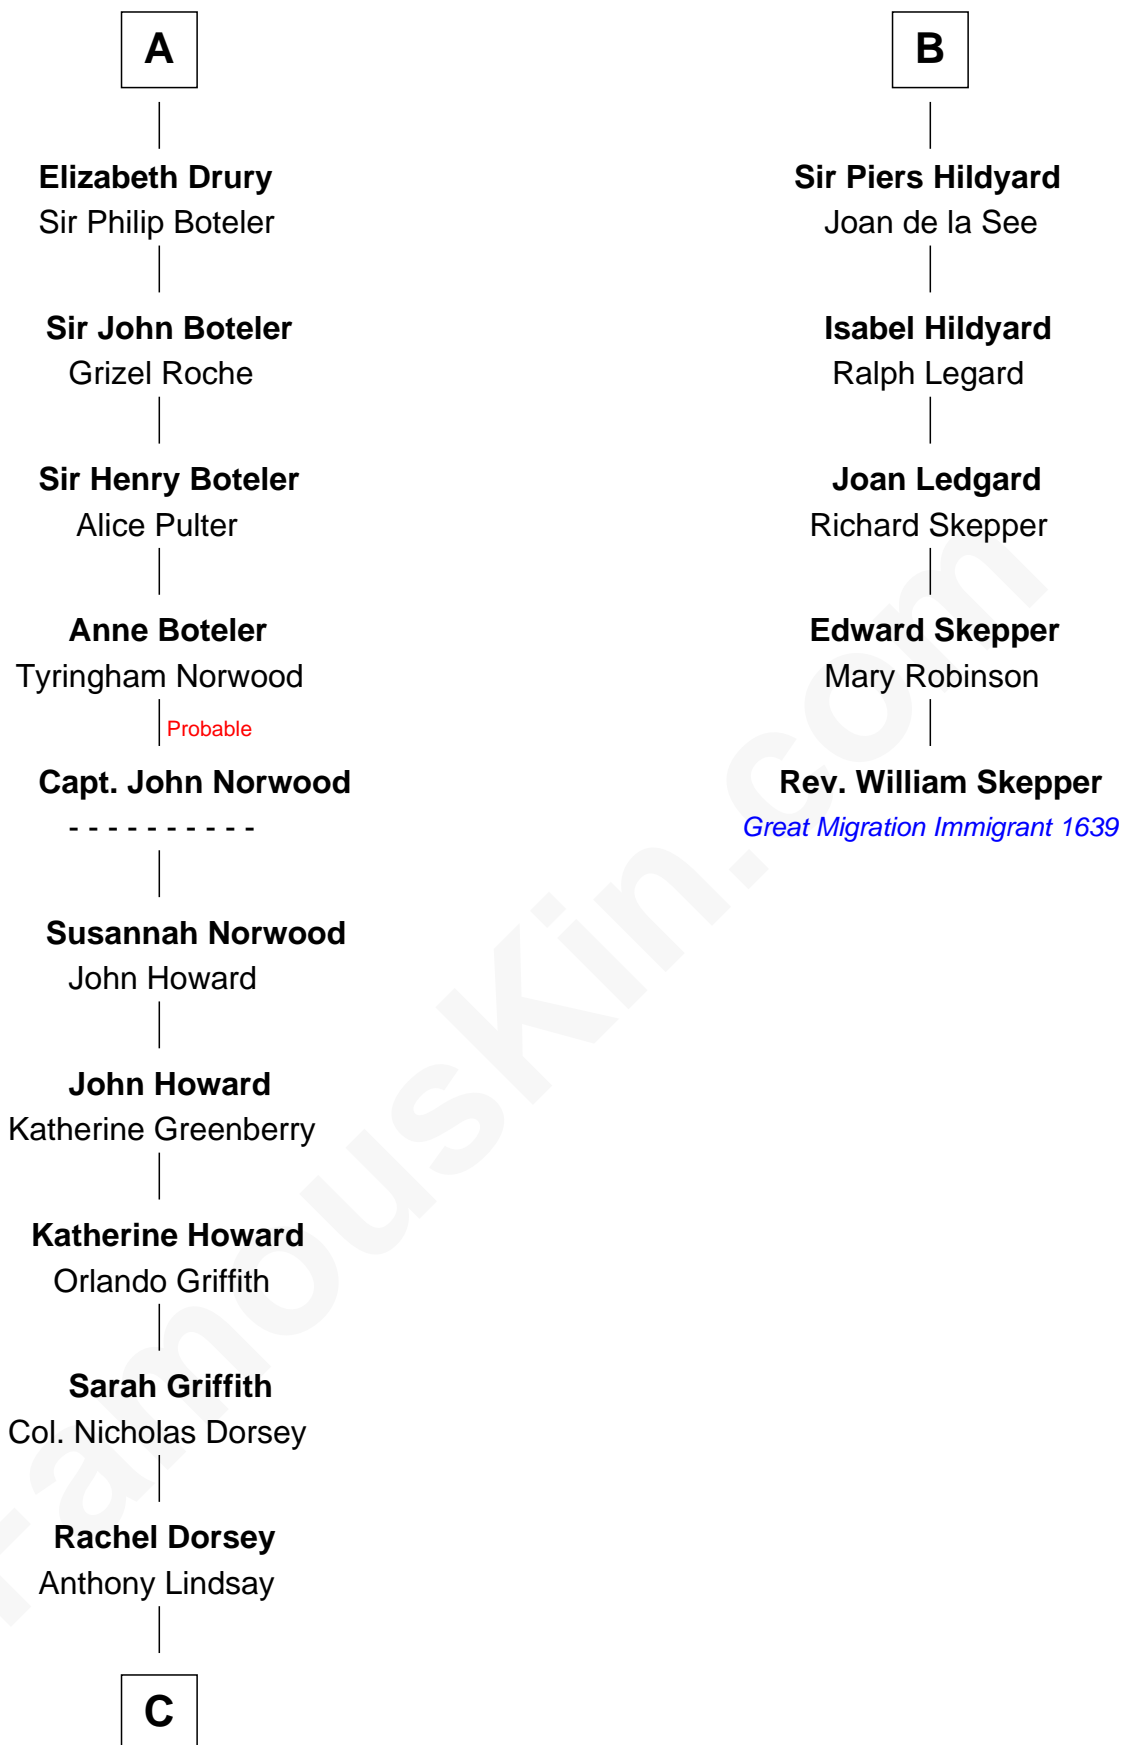 A
Elizabeth Drury
Sir Philip Boteler
Sir John Boteler
Grizel Roche
Sir Henry Boteler
Alice Pulter
Anne Boteler
Tyringham Norwood
Probable
Capt. John Norwood
- - - - - - - - - -
Susannah Norwood
John Howard
John Howard
Katherine Greenberry
Katherine Howard
Orlando Griffith
Sarah Griffith
Col. Nicholas Dorsey
Rachel Dorsey
Anthony Lindsay
C
B
Sir Piers Hildyard
Joan de la See
Isabel Hildyard
Ralph Legard
Joan Ledgard
Richard Skepper
Edward Skepper
Mary Robinson
Rev. William Skepper
Great Migration Immigrant 1639
FamousKin.com